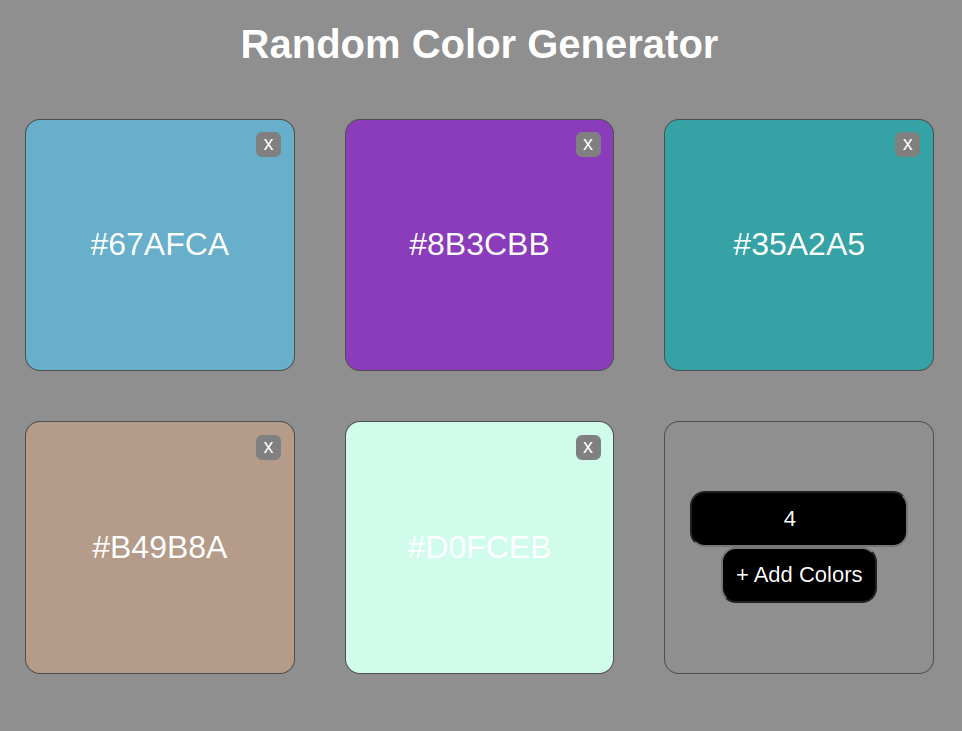 Random Color Generator
x
x
x
#67AFCA
#8B3CBB
#35A2A5
x
x
4
#B49B8A
#D0FCEB
+ Add Colors